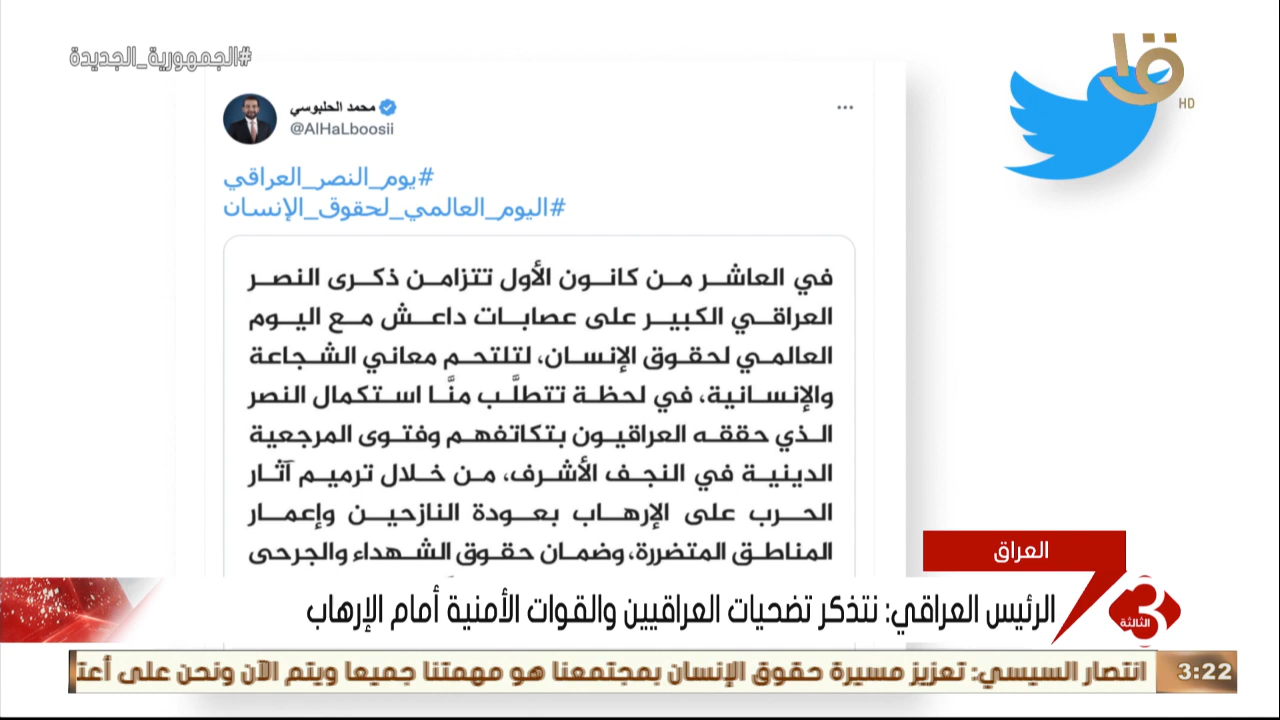 #الجمهورية_الجديدة
ق١
HD
محمد الحلبوسي
@AlHaLboosii
#يوم_النصر_العراقي
#اليوم_العالمي_لحقوق_الإنسان
في العاشر من كانون الأول تتزامن ذكرى النصر
العراقي الكبير على عصابات داعش مع اليوم
العالمي لحقوق الإنسان، لتلتحم معاني الشجاعة
والإنسانية، في لحظة تتطلَّب منَّا استكمال النصر
الذي حققه العراقيون بتكاتفهم وفتوى المرجعية
الدينية في النجف الأشرف، من خلال ترميم آثار
الحرب على الإرهاب بعودة النازحين وإعمار
المناطق المتضررة، وضمان حقوق الشهداء والجرحى
العراق
الرئيس العراقي: نتذكر تضحيات العراقيين والقوات الأمنية أمام الإرهاب
3
الثالثة
انتصار السيسي: تعزيز مسيرة حقوق الإنسان بمجتمعنا هو مهمتنا جميعا ويتم الآن ونحن على أعتا
3:22